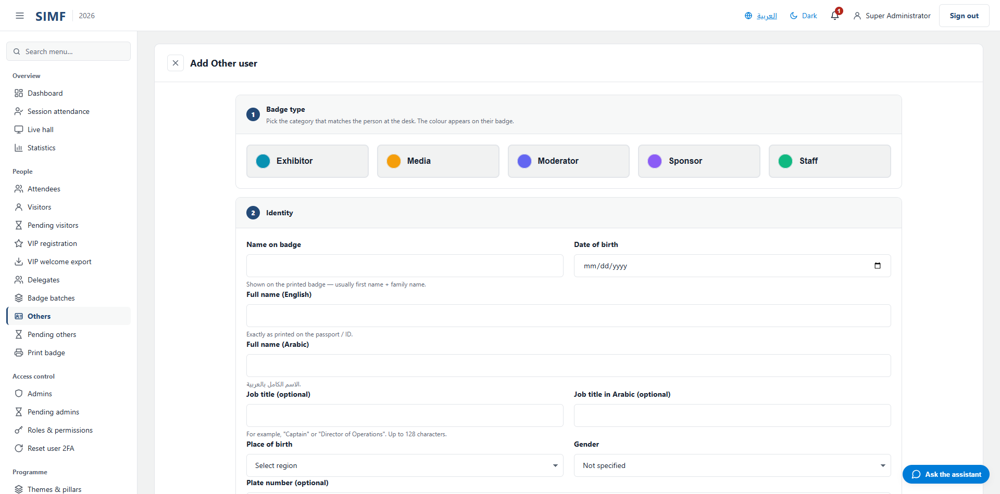 SIMF 2026
العربية
Dark
1
Super Administrator
Sign out
Search menu...
Overview
Dashboard
Session attendance
Live hall
Statistics
People
Attendees
Visitors
Pending visitors
VIP registration
VIP welcome export
Delegates
Badge batches
Others
Pending others
Print badge
Access control
Admins
Pending admins
Roles & permissions
Reset user 2FA
Programme
Themes & pillars
Add Other user
1
Badge type
Pick the category that matches the person at the desk. The colour appears on their badge.
Exhibitor
Media
Moderator
Sponsor
Staff
2
Identity
Name on badge
Shown on the printed badge — usually first name + family name.
Date of birth
mm/dd/yyyy
Full name (English)
Exactly as printed on the passport / ID.
Full name (Arabic)
الاسم الكامل بالعربية.
Job title (optional)
For example, "Captain" or "Director of Operations". Up to 128 characters.
Job title in Arabic (optional)
Place of birth
Select region
Gender
Not specified
Plate number (optional)
Ask the assistant